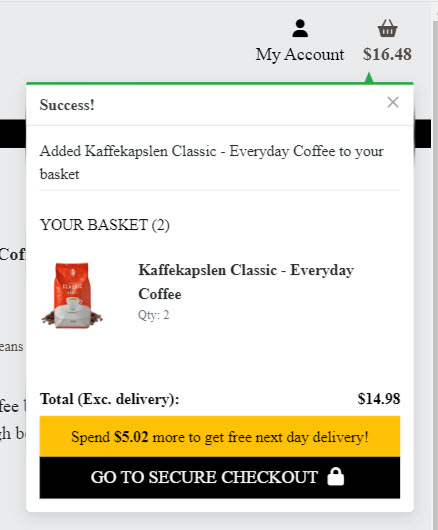 My Account $16.48
Success!
Added Kaffekapslen Classic - Everyday Coffee to your
basket
YOUR BASKET (2)
Kaffekapslen Classic - Everyday
Coffee
Qty: 2
CLASSIC
Total (Exc. delivery): $14.98
Spend $5.02 more to get free next day delivery!
GO TO SECURE CHECKOUT